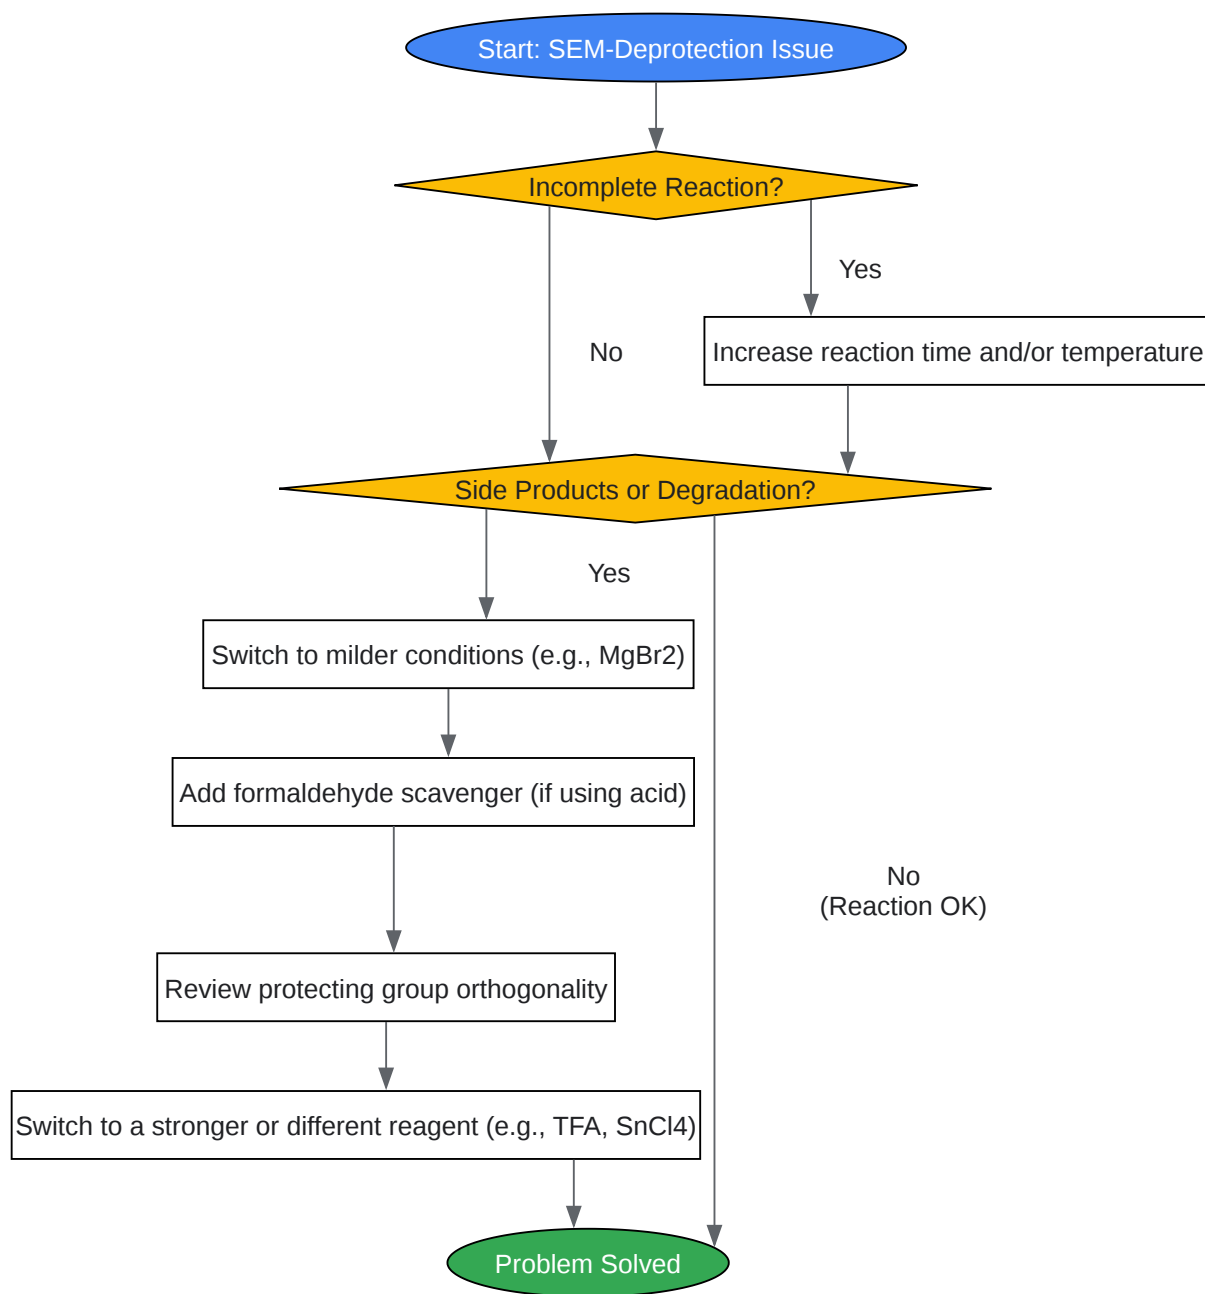 Start: SEM-Deprotection Issue
Incomplete Reaction?
Yes
No
Increase reaction time and/or temperature
Side Products or Degradation?
Yes
Switch to milder conditions (e.g., MgBr2)
Add formaldehyde scavenger (if using acid)
No
(Reaction OK)
Review protecting group orthogonality
Switch to a stronger or different reagent (e.g., TFA, SnCl4)
Problem Solved